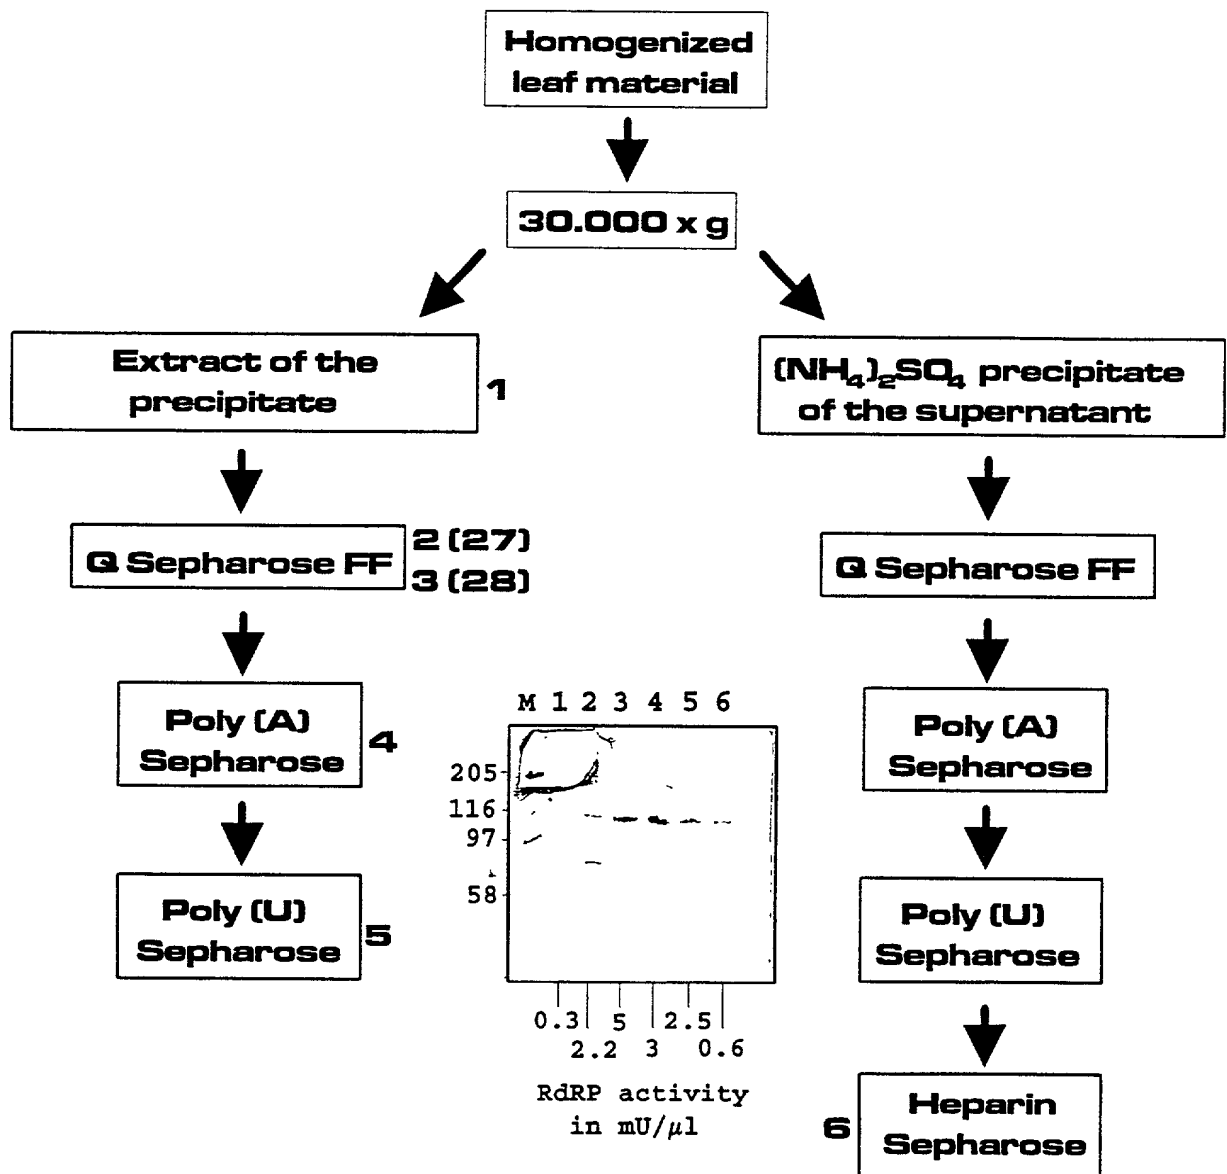 Homogenized
leaf material
30.000 x g
Extract of the
precipitate
1
(NH₄)₂SO₄ precipitate
of the supernatant
Q Sepharose FF
2 (27)
3 (28)
Q Sepharose FF
Poly (A)
Sepharose
4
Poly (A)
Sepharose
Poly (U)
Sepharose
5
Poly (U)
Sepharose
M 1 2 3 4 5 6
205
116
97
58
0.3 5 2.5
2.2 3 0.6
RdRP activity
in mU/µl
6
Heparin
Sepharose